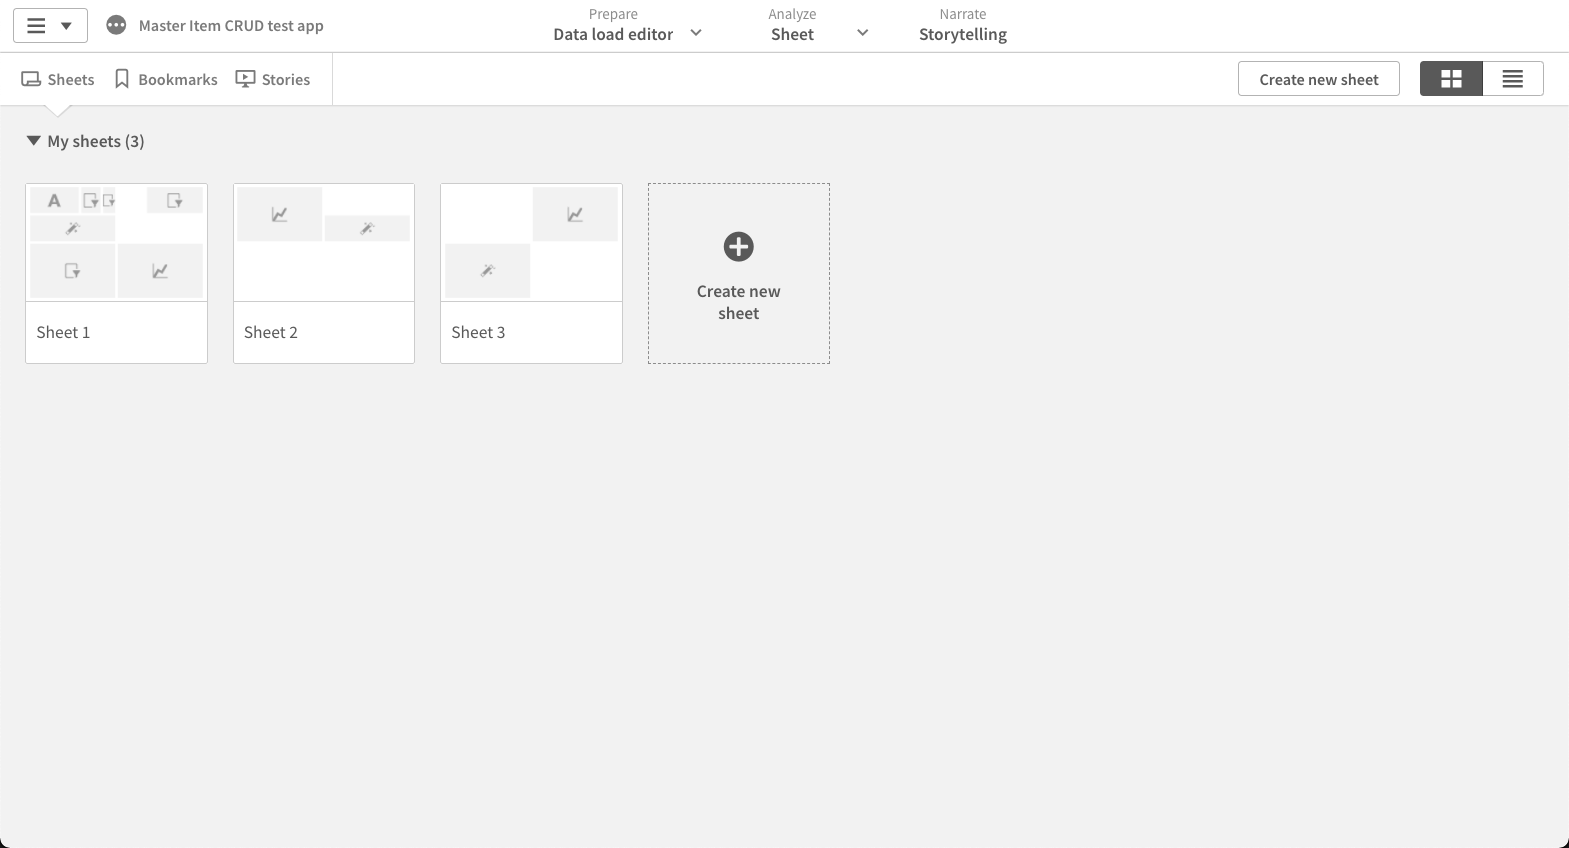 Master Item CRUD test app
Prepare
Data load editor
Analyze
Sheet
Narrate
Storytelling
Sheets
Bookmarks
Stories
Create new sheet
My sheets (3)
A
Sheet 1
Sheet 2
Sheet 3
Create new
sheet